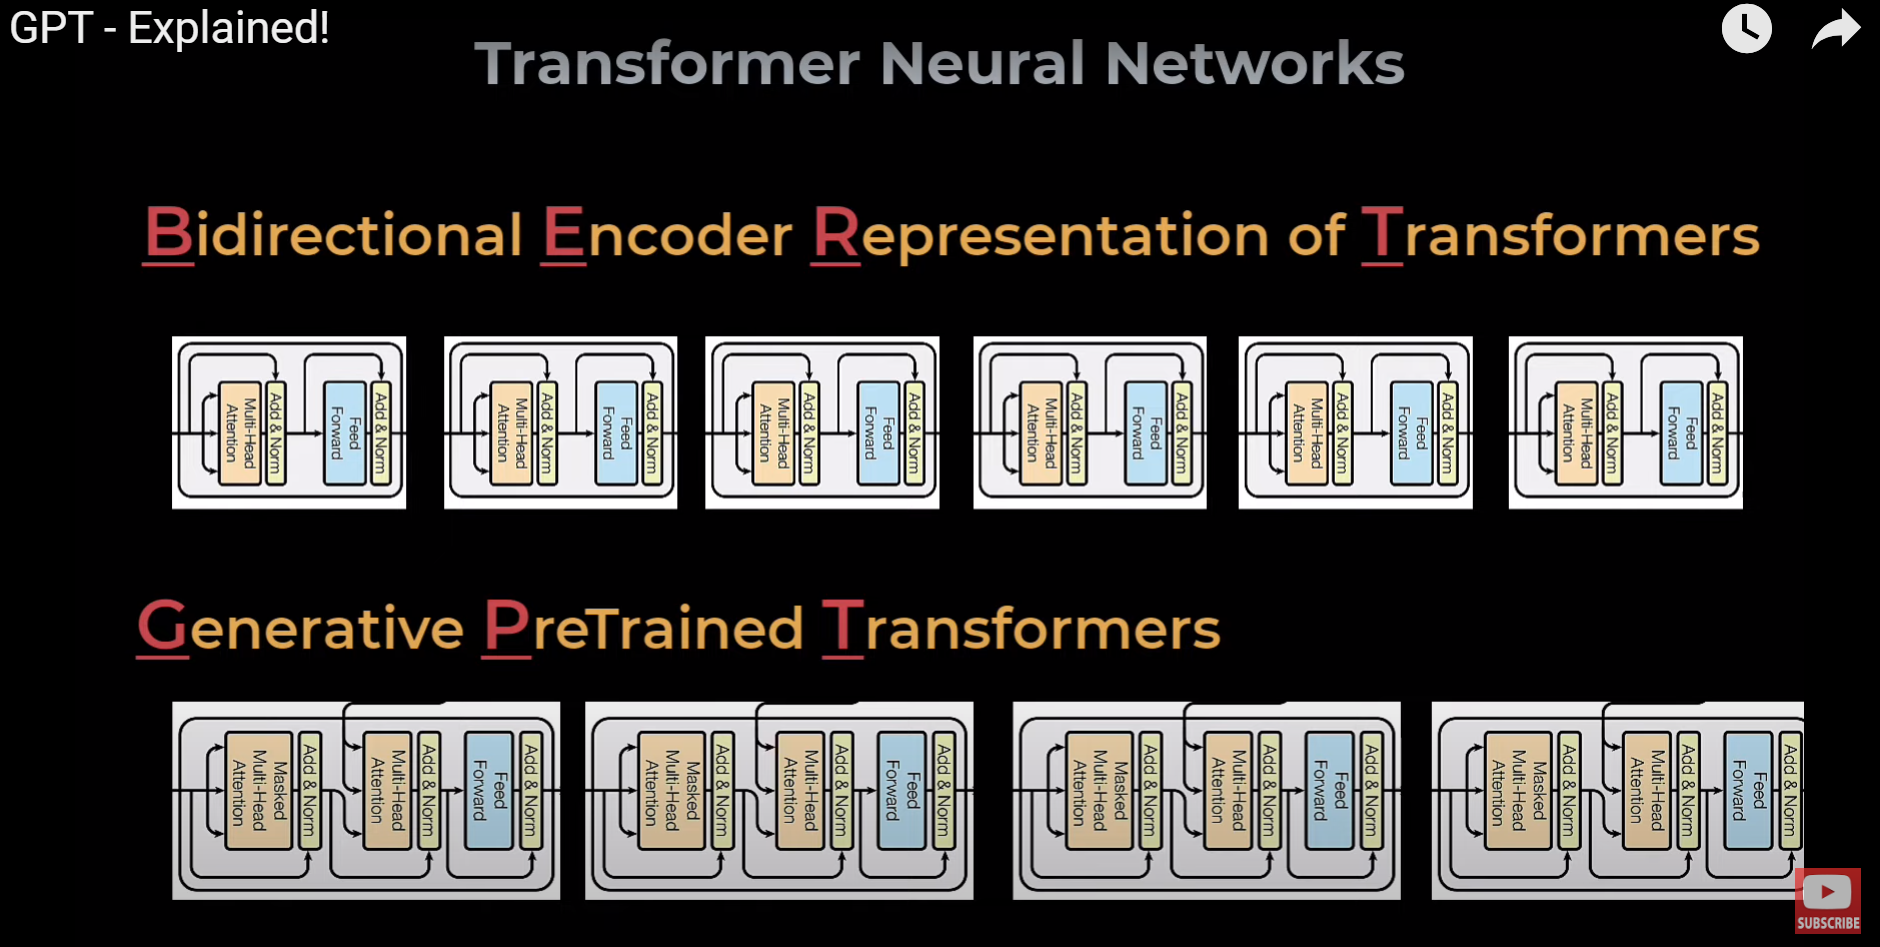 GPT - Explained!
Transformer Neural Networks
Bidirectional Encoder Representation of Transformers
Multi-Head
Attention
Add & Norm
Feed
Forward
Add & Norm
Multi-Head
Attention
Add & Norm
Feed
Forward
Add & Norm
Multi-Head
Attention
Add & Norm
Feed
Forward
Add & Norm
Multi-Head
Attention
Add & Norm
Feed
Forward
Add & Norm
Multi-Head
Attention
Add & Norm
Feed
Forward
Add & Norm
Multi-Head
Attention
Add & Norm
Feed
Forward
Add & Norm
Generative PreTrained Transformers
Masked
Multi-Head
Attention
Add & Norm
Multi-Head
Attention
Add & Norm
Feed
Forward
Add & Norm
Masked
Multi-Head
Attention
Add & Norm
Multi-Head
Attention
Add & Norm
Feed
Forward
Add & Norm
Masked
Multi-Head
Attention
Add & Norm
Multi-Head
Attention
Add & Norm
Feed
Forward
Add & Norm
Masked
Multi-Head
Attention
Add & Norm
Multi-Head
Attention
Add & Norm
Feed
Forward
Add & Norm
SUBSCRIBE